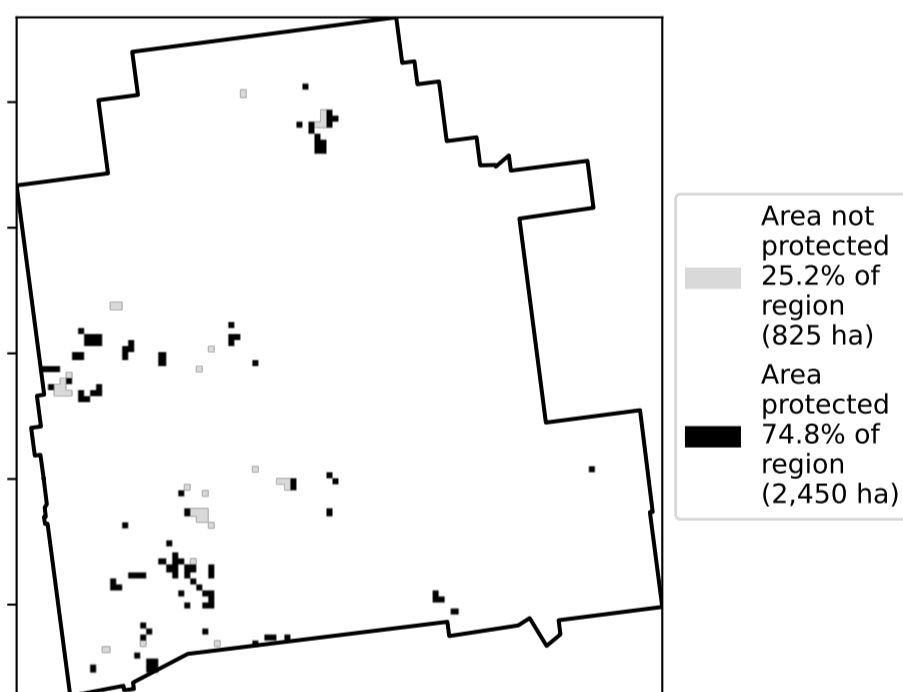 Area not
protected
25.2% of
region
(825 ha)
Area
protected
74.8% of
region
(2,450 ha)